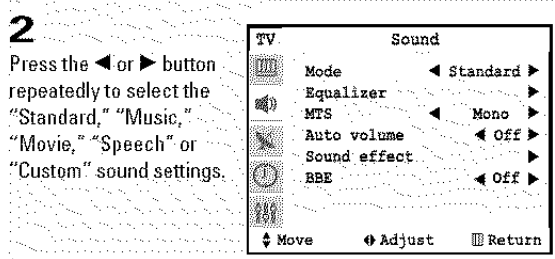 2
Press the ◀ or ▶ button
repeatedly to select the
“Standard,” “Music,”
“Movie,” “Speech” or
“Custom” sound settings.
TV Sound
Mode ◀ Standard ▶
Equalizer ▶
MTS ◀ Mono ▶
Auto volume ◀ Off ▶
Sound effect ▶
BBE ◀ Off ▶
Move Adjust Return